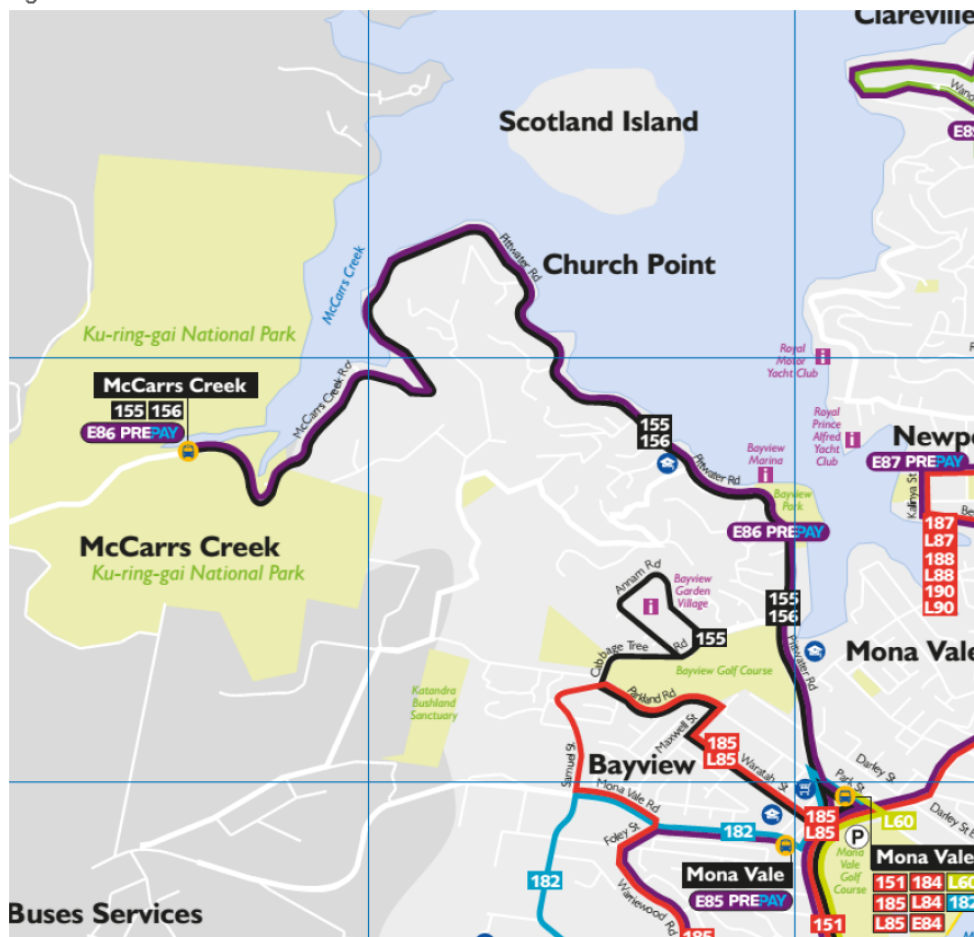 Clareville
Scotland Island
E8
Pittwater Rd
Church Point
McCarrs Creek
Ku-ring-gai National Park
Royal
Motor
Yacht Club
McCarrs Creek
155 156
E86 PREPAY
McCarrs Creek Rd
155
156
Royal
Prince
Alfred
Yacht
Club
Newpo
E87 PREPAY
Kalinya St
Be
Bayview
Marina
Pittwater Rd
Bayview
Park
E86 PREPAY
187
L87
188
L88
190
L90
McCarrs Creek
Ku-ring-gai National Park
Annam Rd
Bayview
Garden
Village
155
156
155
Cabbage Tree Rd
Pittwater Rd
Mona Vale
Bayview Golf Course
Katandra
Bushland
Sanctuary
Parkland Rd
Maxwell St
185
L85
Samuel St
Bayview
Waratah St
Park St
Darley St
Mona Vale Rd
Darley St E
185
L85
L60
Foley St
182
P
Mona
Vale
Golf
Course
Mona Vale
E85 PREPAY
Mona Vale
151 184 L60
185 L84 182
L85 E84
182
Warriewood Rd
151
185
Buses Services